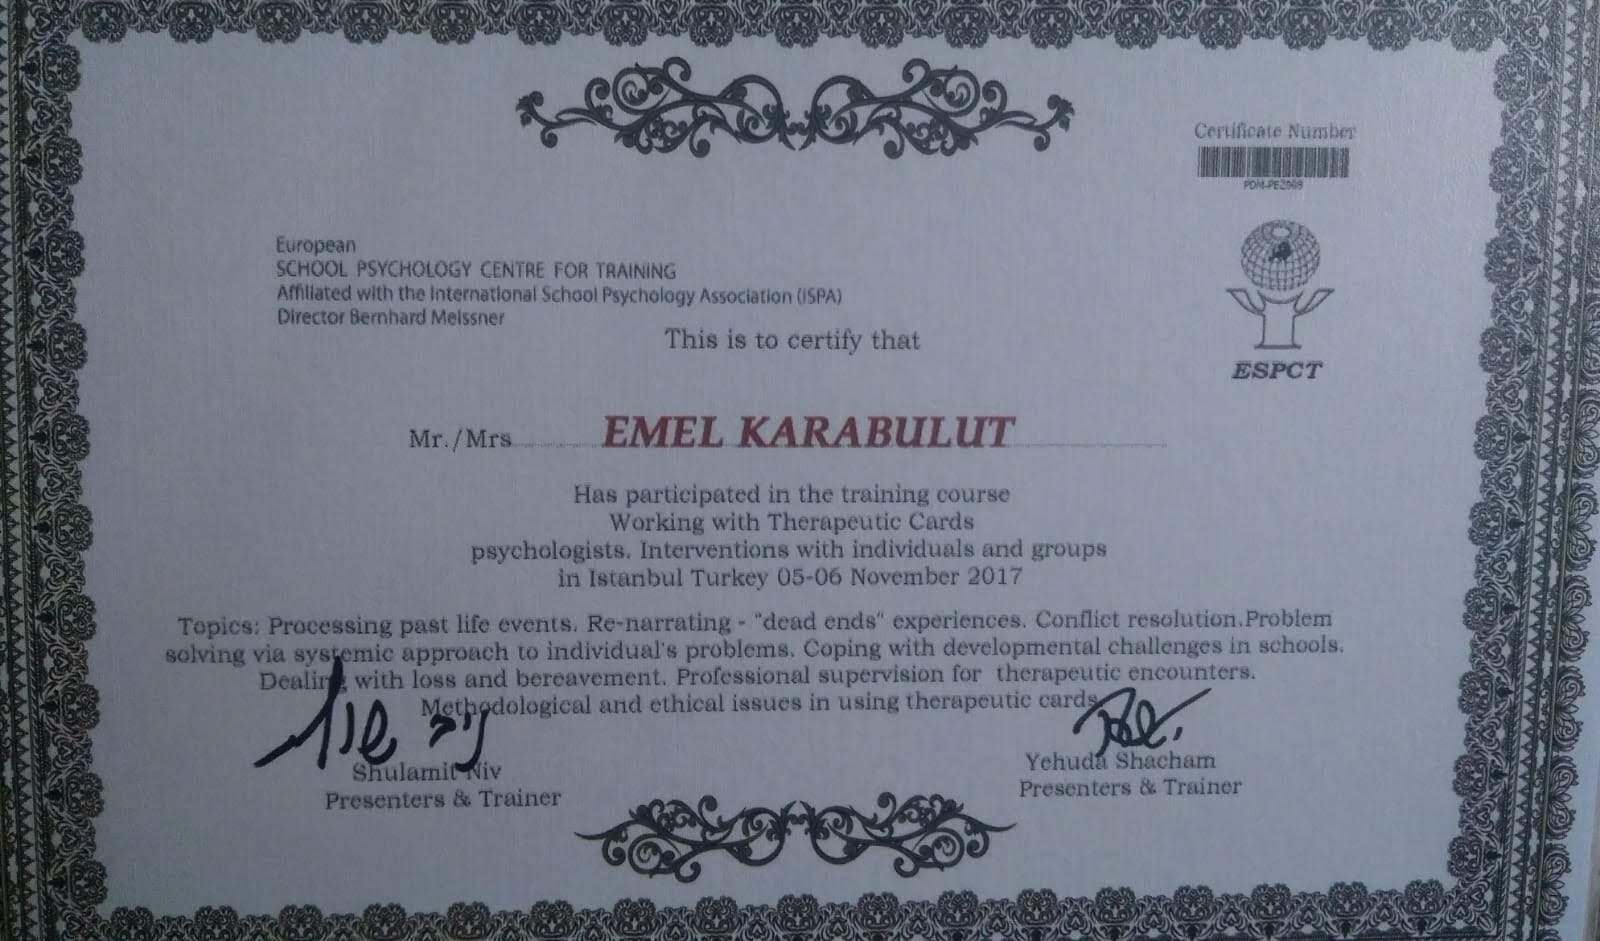 Certificate Number
European
SCHOOL PSYCHOLOGY CENTRE FOR TRAINING
Affiliated with the International School Psychology Association (ISPA)
Director Bernhard Meissner
ESPCT
This is to certify that
Mr./Mrs EMEL KARABULUT
Has participated in the training course
Working with Therapeutic Cards
psychologists. Interventions with individuals and groups
in Istanbul Turkey 05-06 November 2017
Topics: Processing past life events. Re-narrating - "dead ends" experiences. Conflict resolution.Problem
solving via systemic approach to individual's problems. Coping with developmental challenges in schools.
Dealing with loss and bereavement. Professional supervision for therapeutic encounters.
Methodological and ethical issues in using therapeutic cards
Shulamit Niv
Presenters & Trainer
Yehuda Shacham
Presenters & Trainer